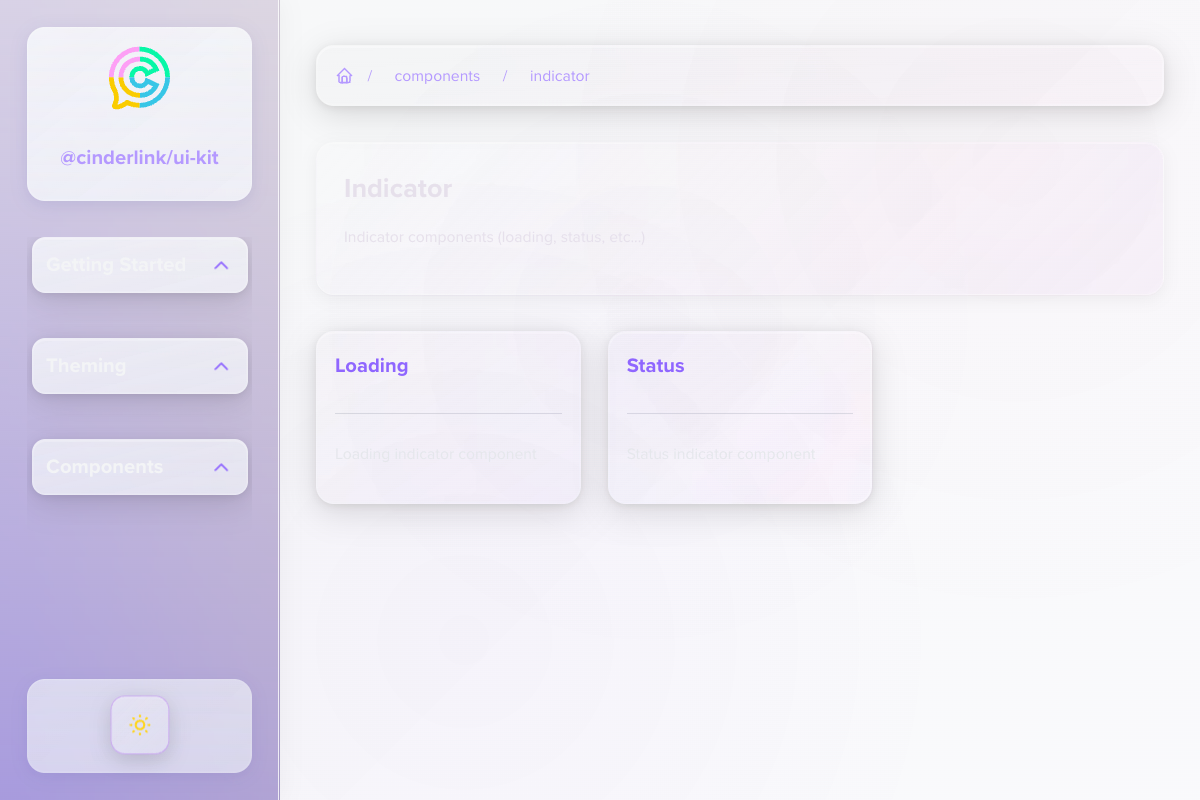 @cinderlink/ui-kit
Getting Started
Theming
Components
/ components / indicator
Indicator
Indicator components (loading, status, etc...)
Loading
Loading indicator component
Status
Status indicator component